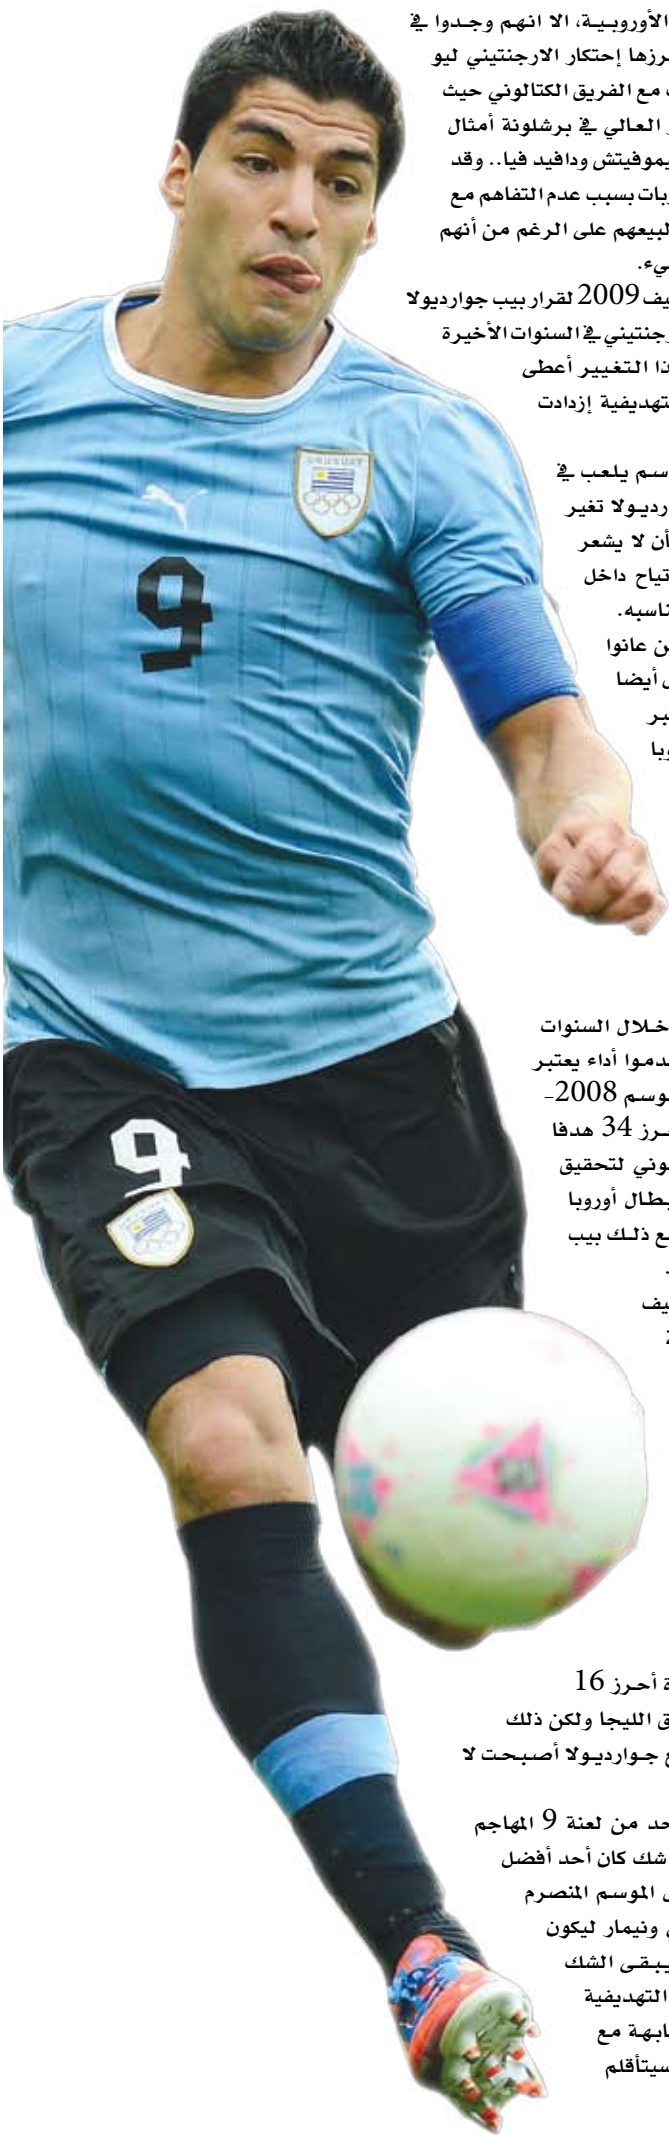 الأوروبية، الا انهم وجدوا في
رزها إحتكار الارجنتيني ليو
مع الفريق الكتالوني حيث
العالي في برشلونة أمثال
يموفيتش ودافيد فيا.. وقد
بات بسبب عدم التفاهم مع
لبيعهم على الرغم من أنهم
يء.
يف 2009 لقرار بيب جوارديولا
رجنتيني في السنوات الأخيرة
ذا التغيير أعطى
تهديفية إزدادت
سم يلعب في
رديولا تغير
أن لا يشعر
تياح داخل
ناسبه.
ن عانوا
أيضا
بر
وبا
خلال السنوات
دموا أداء يعتبر
وسم 2008-
رز 34 هدفا
وني لتحقيق
بطال أوروبا
ع ذلك بيب
يف
ة أحرز 16
ق الليجا ولكن ذلك
ع جوارديولا أصبحت لا
حد من لعنة 9 المهاجم
شك كان أحد أفضل
الموسم المنصرم
ونيمار ليكون
يبقى الشك
التهديفية
ابهة مع
سيتأقلم
URUGUAY
9
9